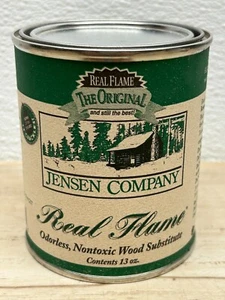 REAL FLAME
THE ORIGINAL
and still the best!
JENSEN COMPANY
Real Flame
Odorless, Nontoxic Wood Substitute
Contents 13 oz.